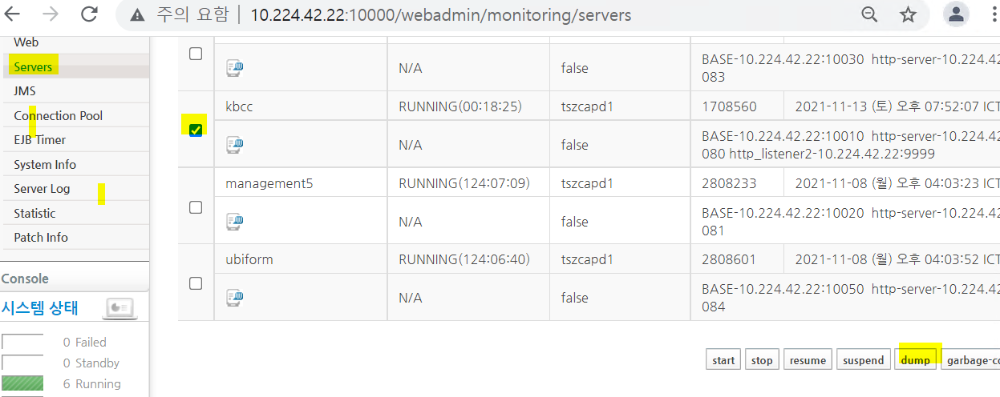 주의 요함 10.224.42.22:10000/webadmin/monitoring/servers
Web
Servers
JMS
Connection Pool
EJB Timer
System Info
Server Log
Statistic
Patch Info
Console
시스템 상태
0 Failed
0 Standby
6 Running
N/A false BASE-10.224.42.22:10030 http-server-10.224.42
083
kbcc RUNNING(00:18:25) tszcapd1 1708560 2021-11-13 (토) 오후 07:52:07 ICT
N/A false BASE-10.224.42.22:10010 http-server-10.224.42
080 http_listener2-10.224.42.22:9999
management5 RUNNING(124:07:09) tszcapd1 2808233 2021-11-08 (월) 오후 04:03:23 ICT
N/A false BASE-10.224.42.22:10020 http-server-10.224.42
081
ubiform RUNNING(124:06:40) tszcapd1 2808601 2021-11-08 (월) 오후 04:03:52 ICT
N/A false BASE-10.224.42.22:10050 http-server-10.224.42
084
start stop resume suspend dump garbage-co